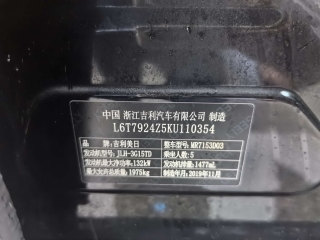 中国 浙江吉利汽车有限公司 制造
L6T7924Z5KU110354
品牌:吉利美日 整车型号:MR7153D03
发动机型号:JLH-3G15TD 乘坐人数:5
发动机最大净功率:132kW 发动机排量:1477mL
最大允许总质量:1975kg 制造年月:2019年11月